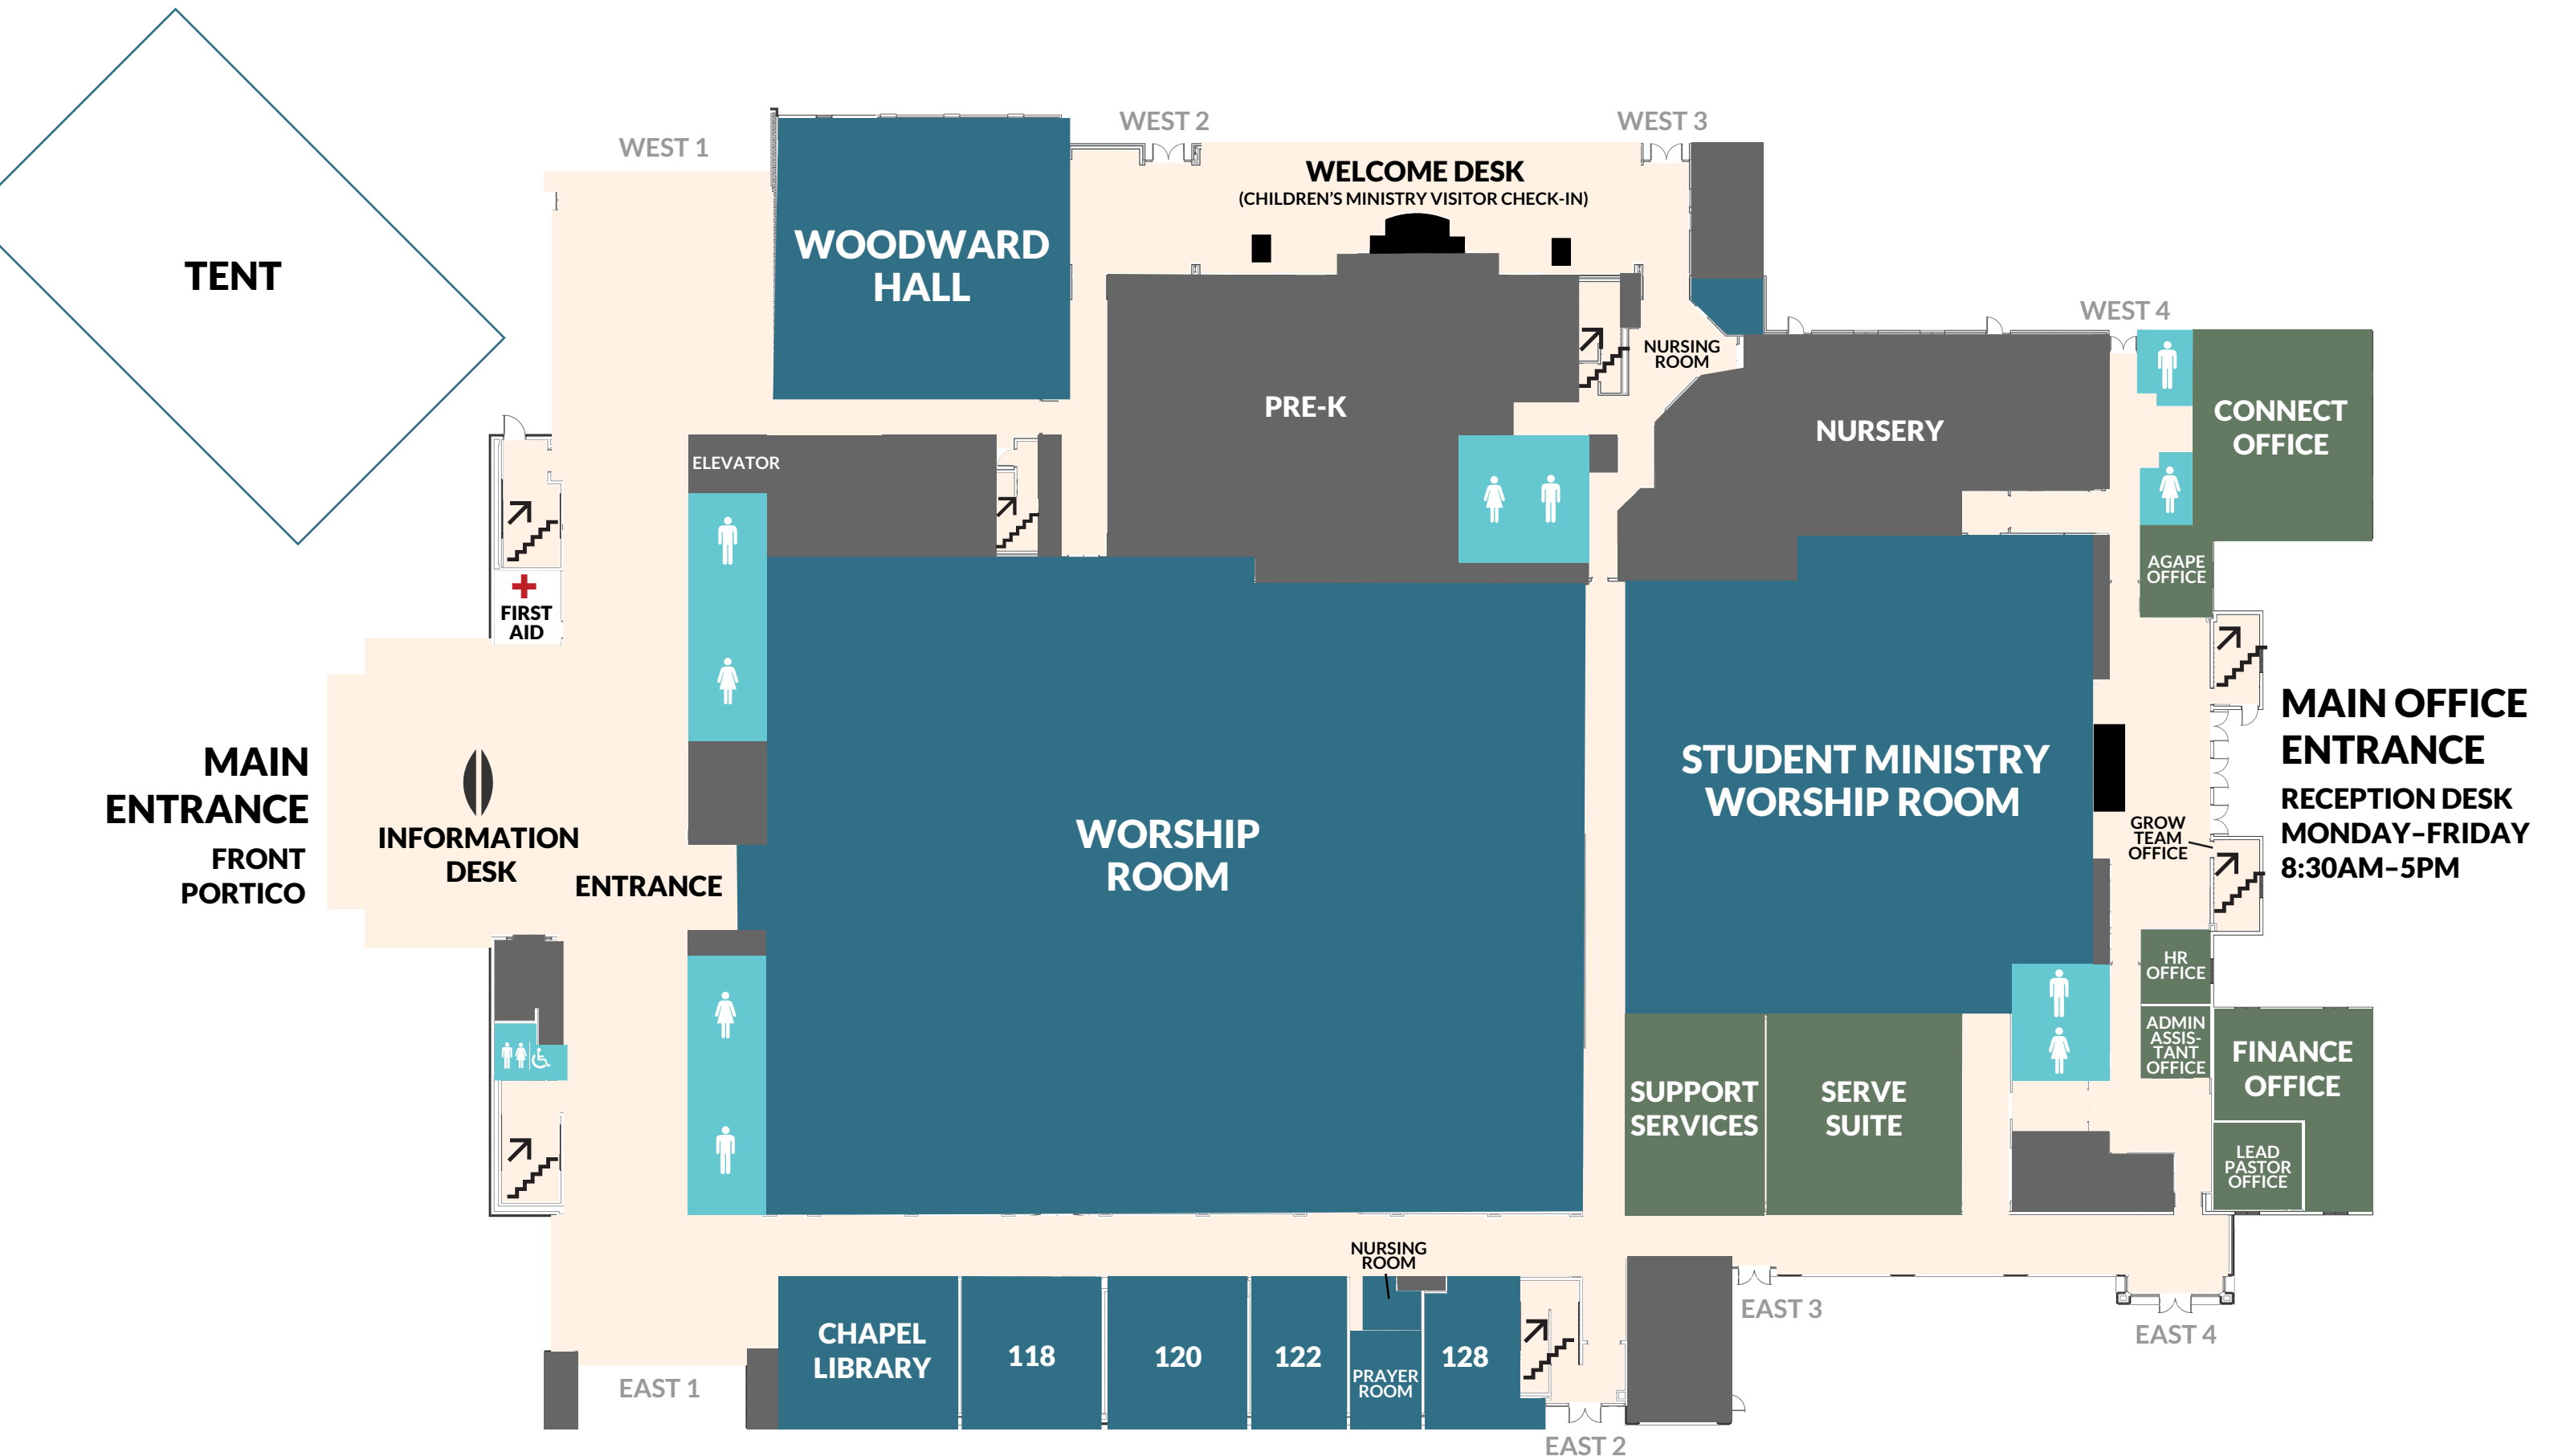 WEST 1
WEST 2
WEST 3
WELCOME DESK
(CHILDREN'S MINISTRY VISITOR CHECK-IN)
TENT
WOODWARD
HALL
WEST 4
NURSING
ROOM
PRE-K
NURSERY
CONNECT
OFFICE
ELEVATOR
AGAPE
OFFICE
FIRST
AID
MAIN
ENTRANCE
FRONT
PORTICO
INFORMATION
DESK
ENTRANCE
WORSHIP
ROOM
STUDENT MINISTRY
WORSHIP ROOM
MAIN OFFICE
ENTRANCE
RECEPTION DESK
MONDAY–FRIDAY
8:30AM–5PM
GROW
TEAM
OFFICE
HR
OFFICE
ADMIN
ASSIS-
TANT
OFFICE
FINANCE
OFFICE
SUPPORT
SERVICES
SERVE
SUITE
LEAD
PASTOR
OFFICE
NURSING
ROOM
CHAPEL
LIBRARY
118
120
122
PRAYER
ROOM
128
EAST 1
EAST 2
EAST 3
EAST 4